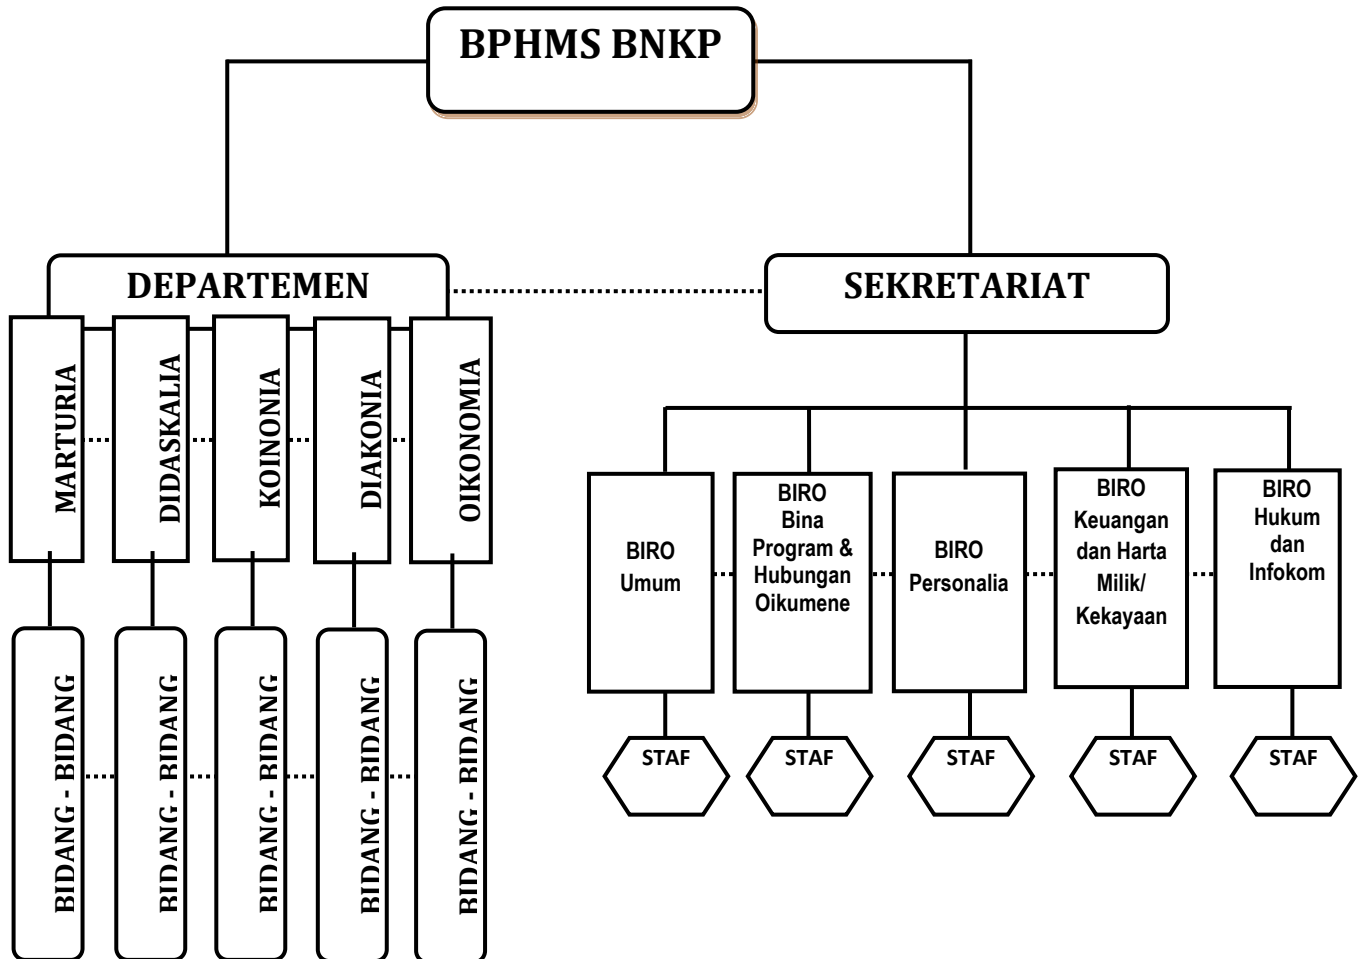 BPHMS BNKP
DEPARTEMEN
SEKRETARIAT
MARTURIA
DIDASKALIA
KOINONIA
DIAKONIA
OIKONOMIA
BIRO
Umum
BIRO
Bina
Program &
Hubungan
Oikumene
BIRO
Personalia
BIRO
Keuangan
dan Harta
Milik/
Kekayaan
BIRO
Hukum
dan
Infokom
BIDANG - BIDANG
BIDANG - BIDANG
BIDANG - BIDANG
BIDANG - BIDANG
BIDANG - BIDANG
STAF
STAF
STAF
STAF
STAF